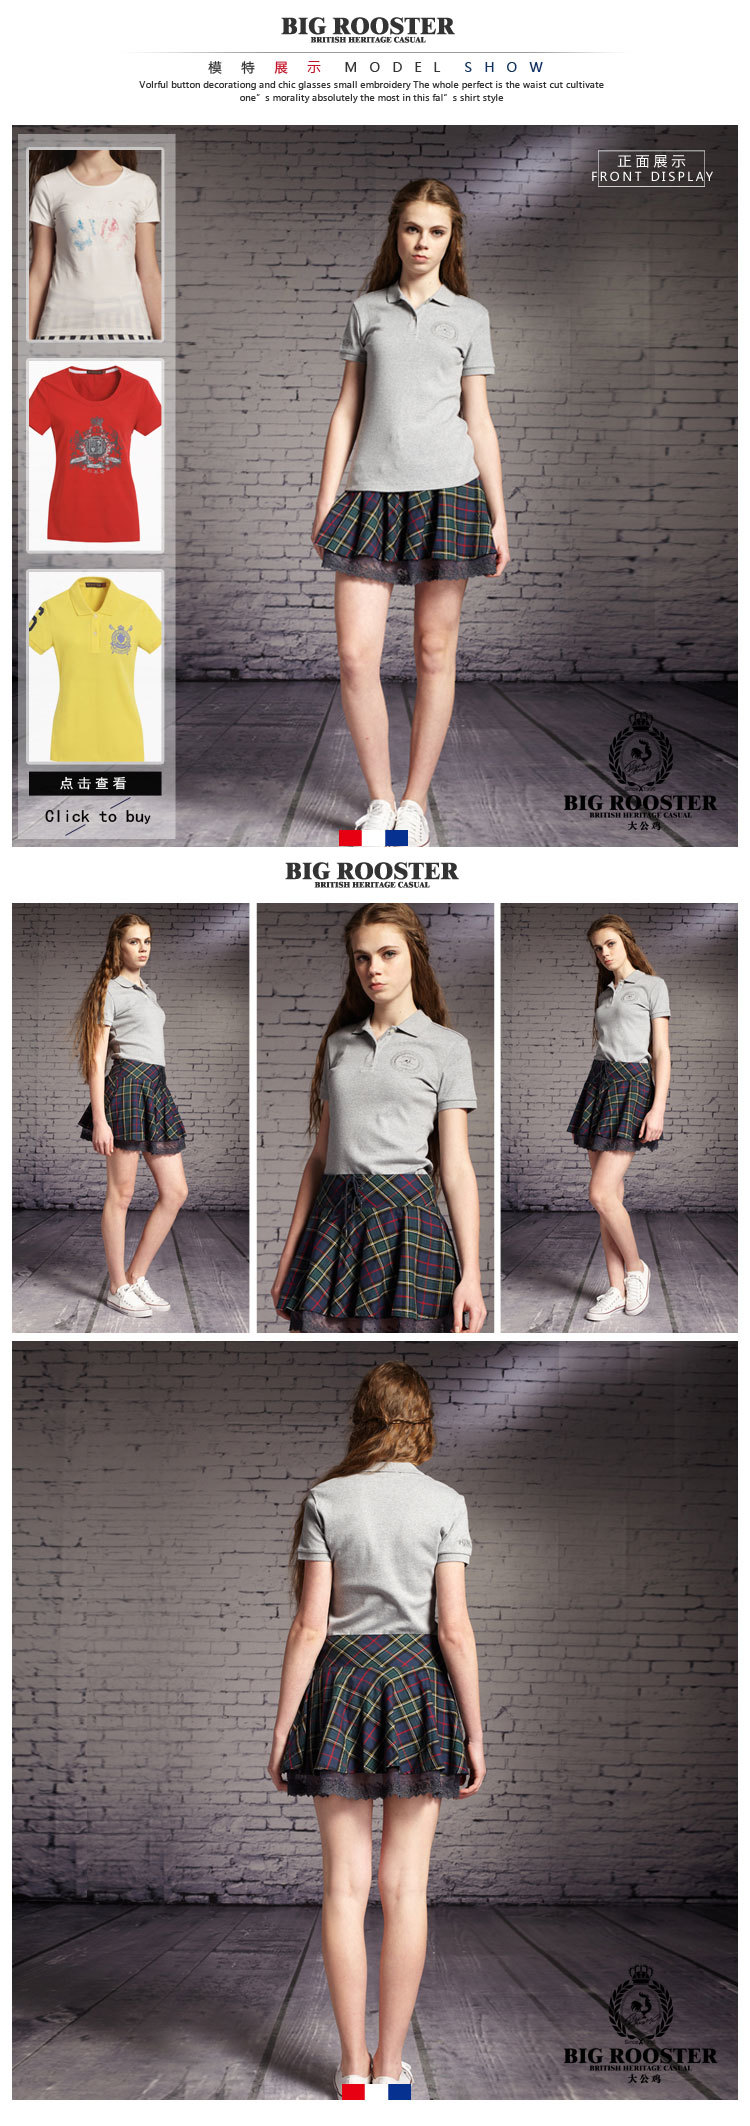 BIG ROOSTER
BRITISH HERITAGE CASUAL
模特展示 MODEL SHOW
Volrful button decorationg and chic glasses small embroidery The whole perfect is the waist cut cultivate
one”s morality absolutely the most in this fal”s shirt style
正面展示
FRONT DISPLAY
点击查看
Click to buy
BIG ROOSTER
BRITISH HERITAGE CASUAL
大公鸡
BIG ROOSTER
BRITISH HERITAGE CASUAL
BIG ROOSTER
BRITISH HERITAGE CASUAL
大公鸡